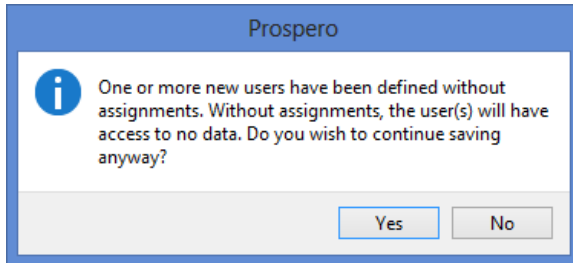 Prospero
One or more new users have been defined without
assignments. Without assignments, the user(s) will have
access to no data. Do you wish to continue saving
anyway?
Yes
No